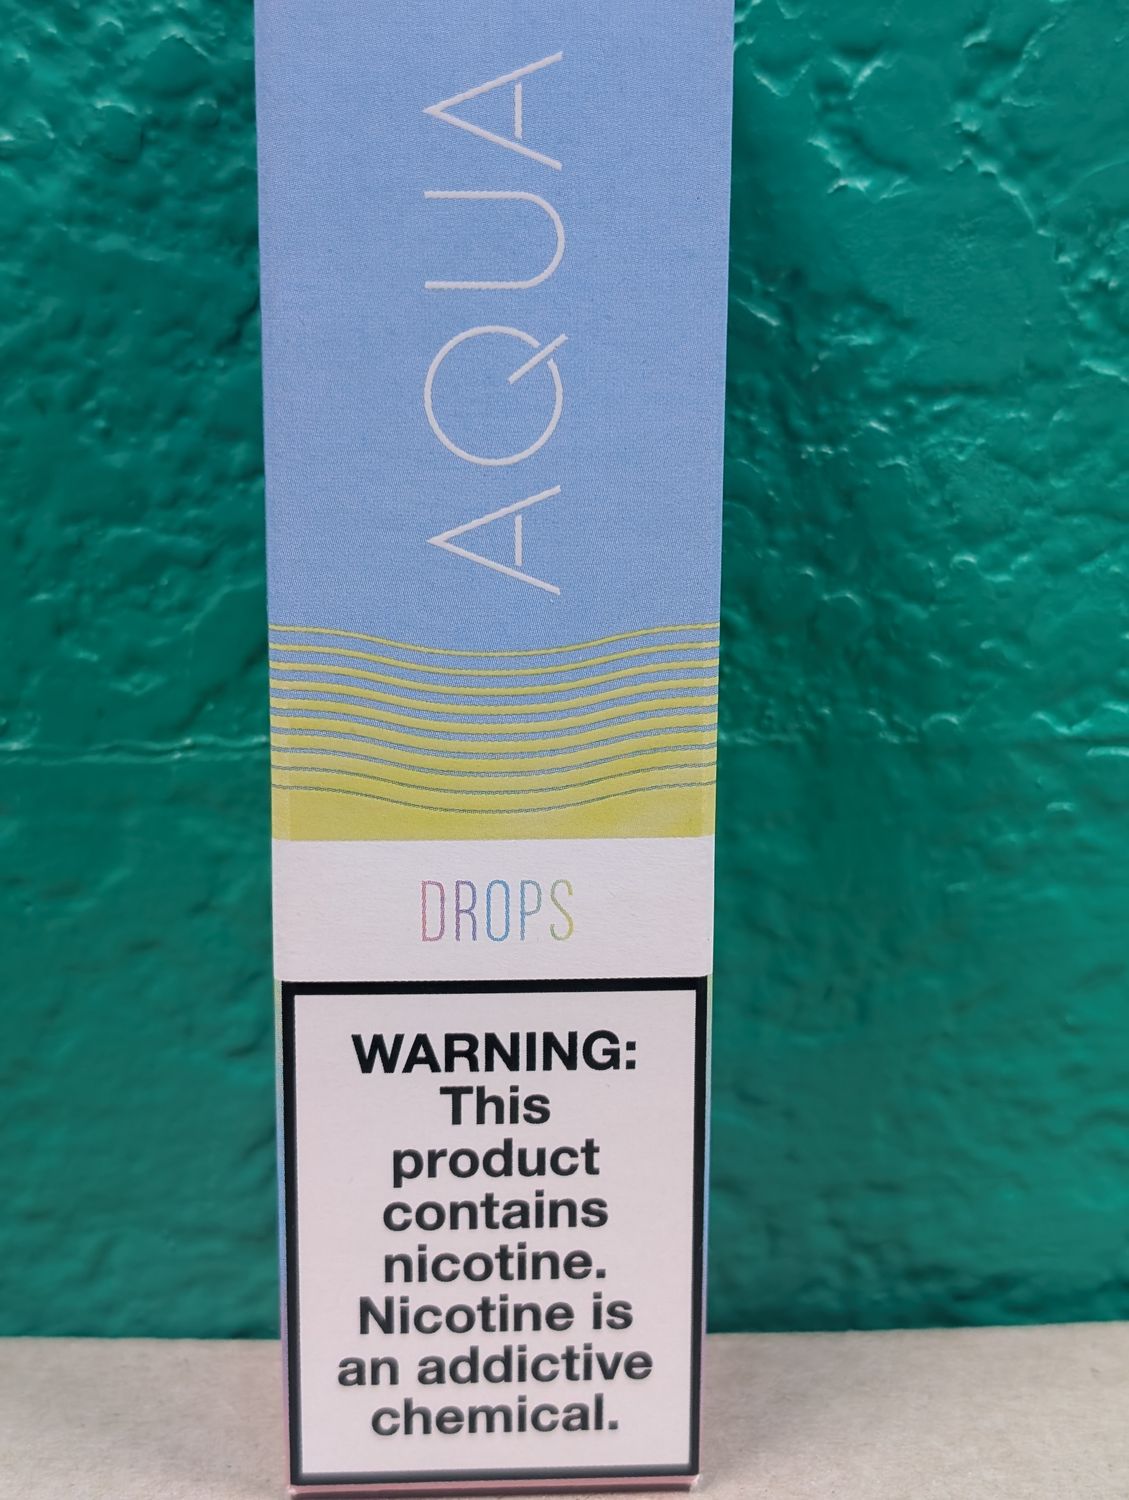 AQUA
DROPS
WARNING:
This
product
contains
nicotine.
Nicotine is
an addictive
chemical.